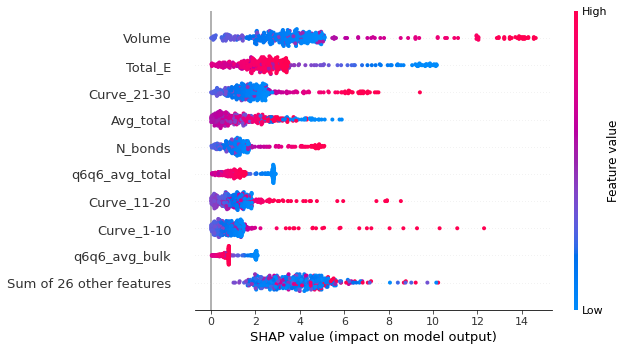 High
Volume
Total_E
Curve_21-30
Avg_total
N_bonds
q6q6_avg_total
Curve_11-20
Curve_1-10
q6q6_avg_bulk
Sum of 26 other features
Feature value
Low
0 2 4 6 8 10 12 14
SHAP value (impact on model output)